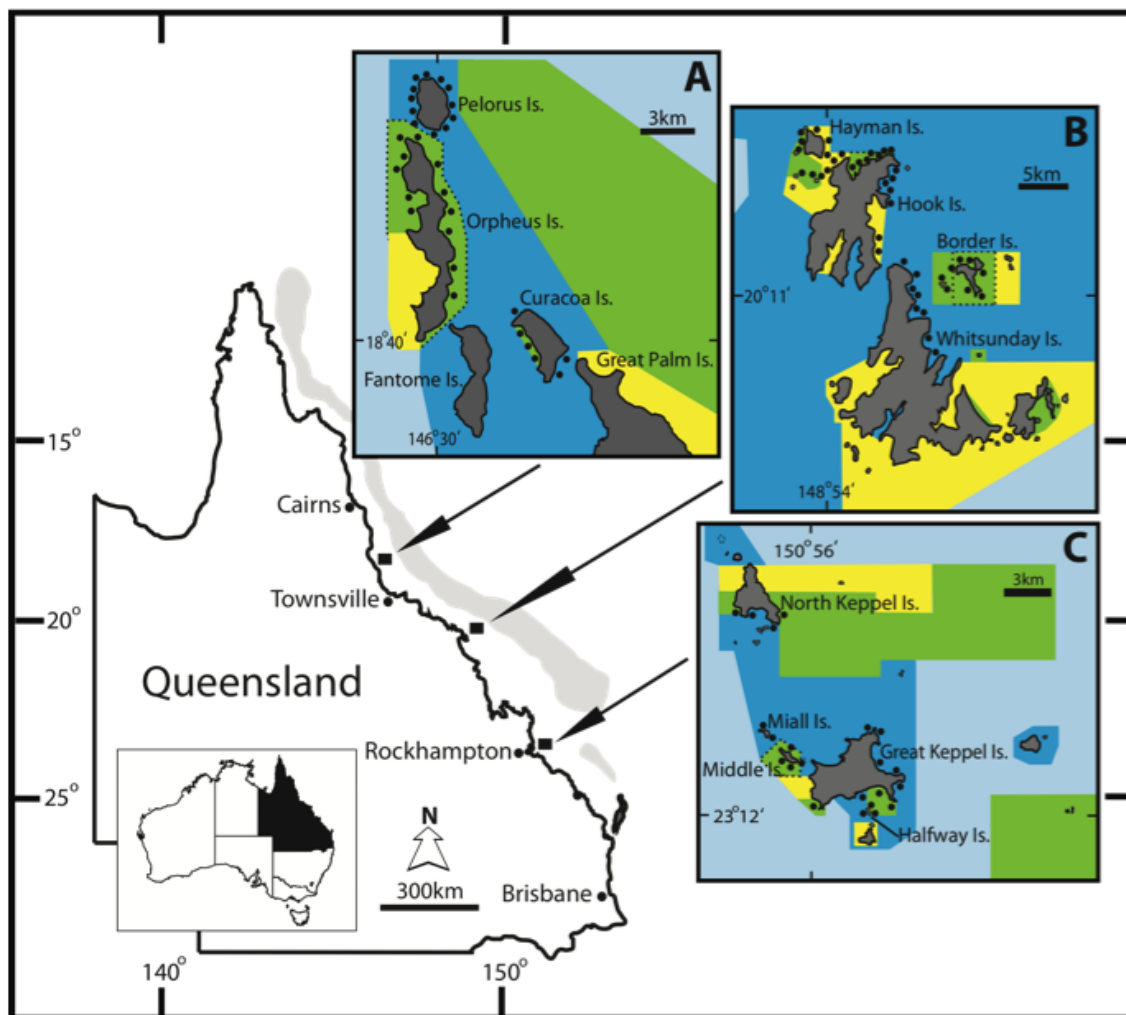 A
Pelorus Is.
3km
Orpheus Is.
Curacoa Is.
18°40′
Great Palm Is.
Fantome Is.
146°30′
B
Hayman Is.
5km
Hook Is.
Border Is.
20°11′
Whitsunday Is.
148°54′
C
150°56′
3km
North Keppel Is.
Miall Is.
Great Keppel Is.
Middle Is.
23°12′
Halfway Is.
15°
20°
25°
Cairns
Townsville
Queensland
Rockhampton
N
300km
Brisbane
140°
150°